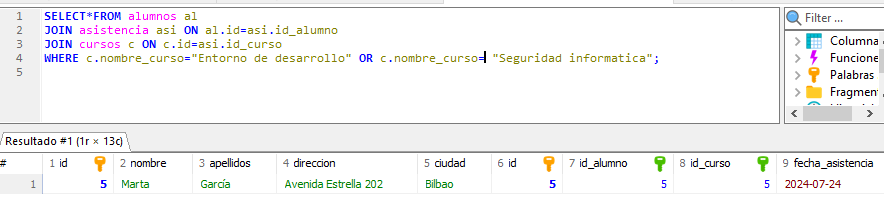 1 SELECT*FROM alumnos al
2 JOIN asistencia asi ON al.id=asi.id_alumno
3 JOIN cursos c ON c.id=asi.id_curso
4 WHERE c.nombre_curso="Entorno de desarrollo" OR c.nombre_curso= "Seguridad informatica";
5
Filter ...
Columna
Funcione
Palabras
Fragment
Resultado #1 (1r × 13c)
# 1 id 2 nombre 3 apellidos 4 direccion 5 ciudad 6 id 7 id_alumno 8 id_curso 9 fecha_asistencia
1 5 Marta García Avenida Estrella 202 Bilbao 5 5 5 2024-07-24